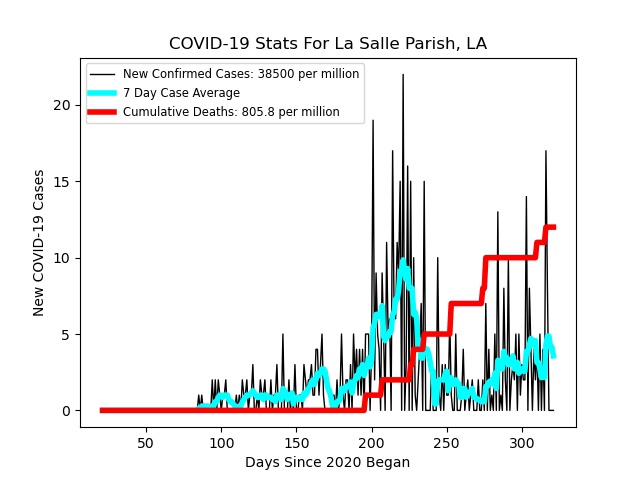 COVID-19 Stats For La Salle Parish, LA
New Confirmed Cases: 38500 per million
7 Day Case Average
Cumulative Deaths: 805.8 per million
New COVID-19 Cases
20
15
10
5
0
50 100 150 200 250 300
Days Since 2020 Began